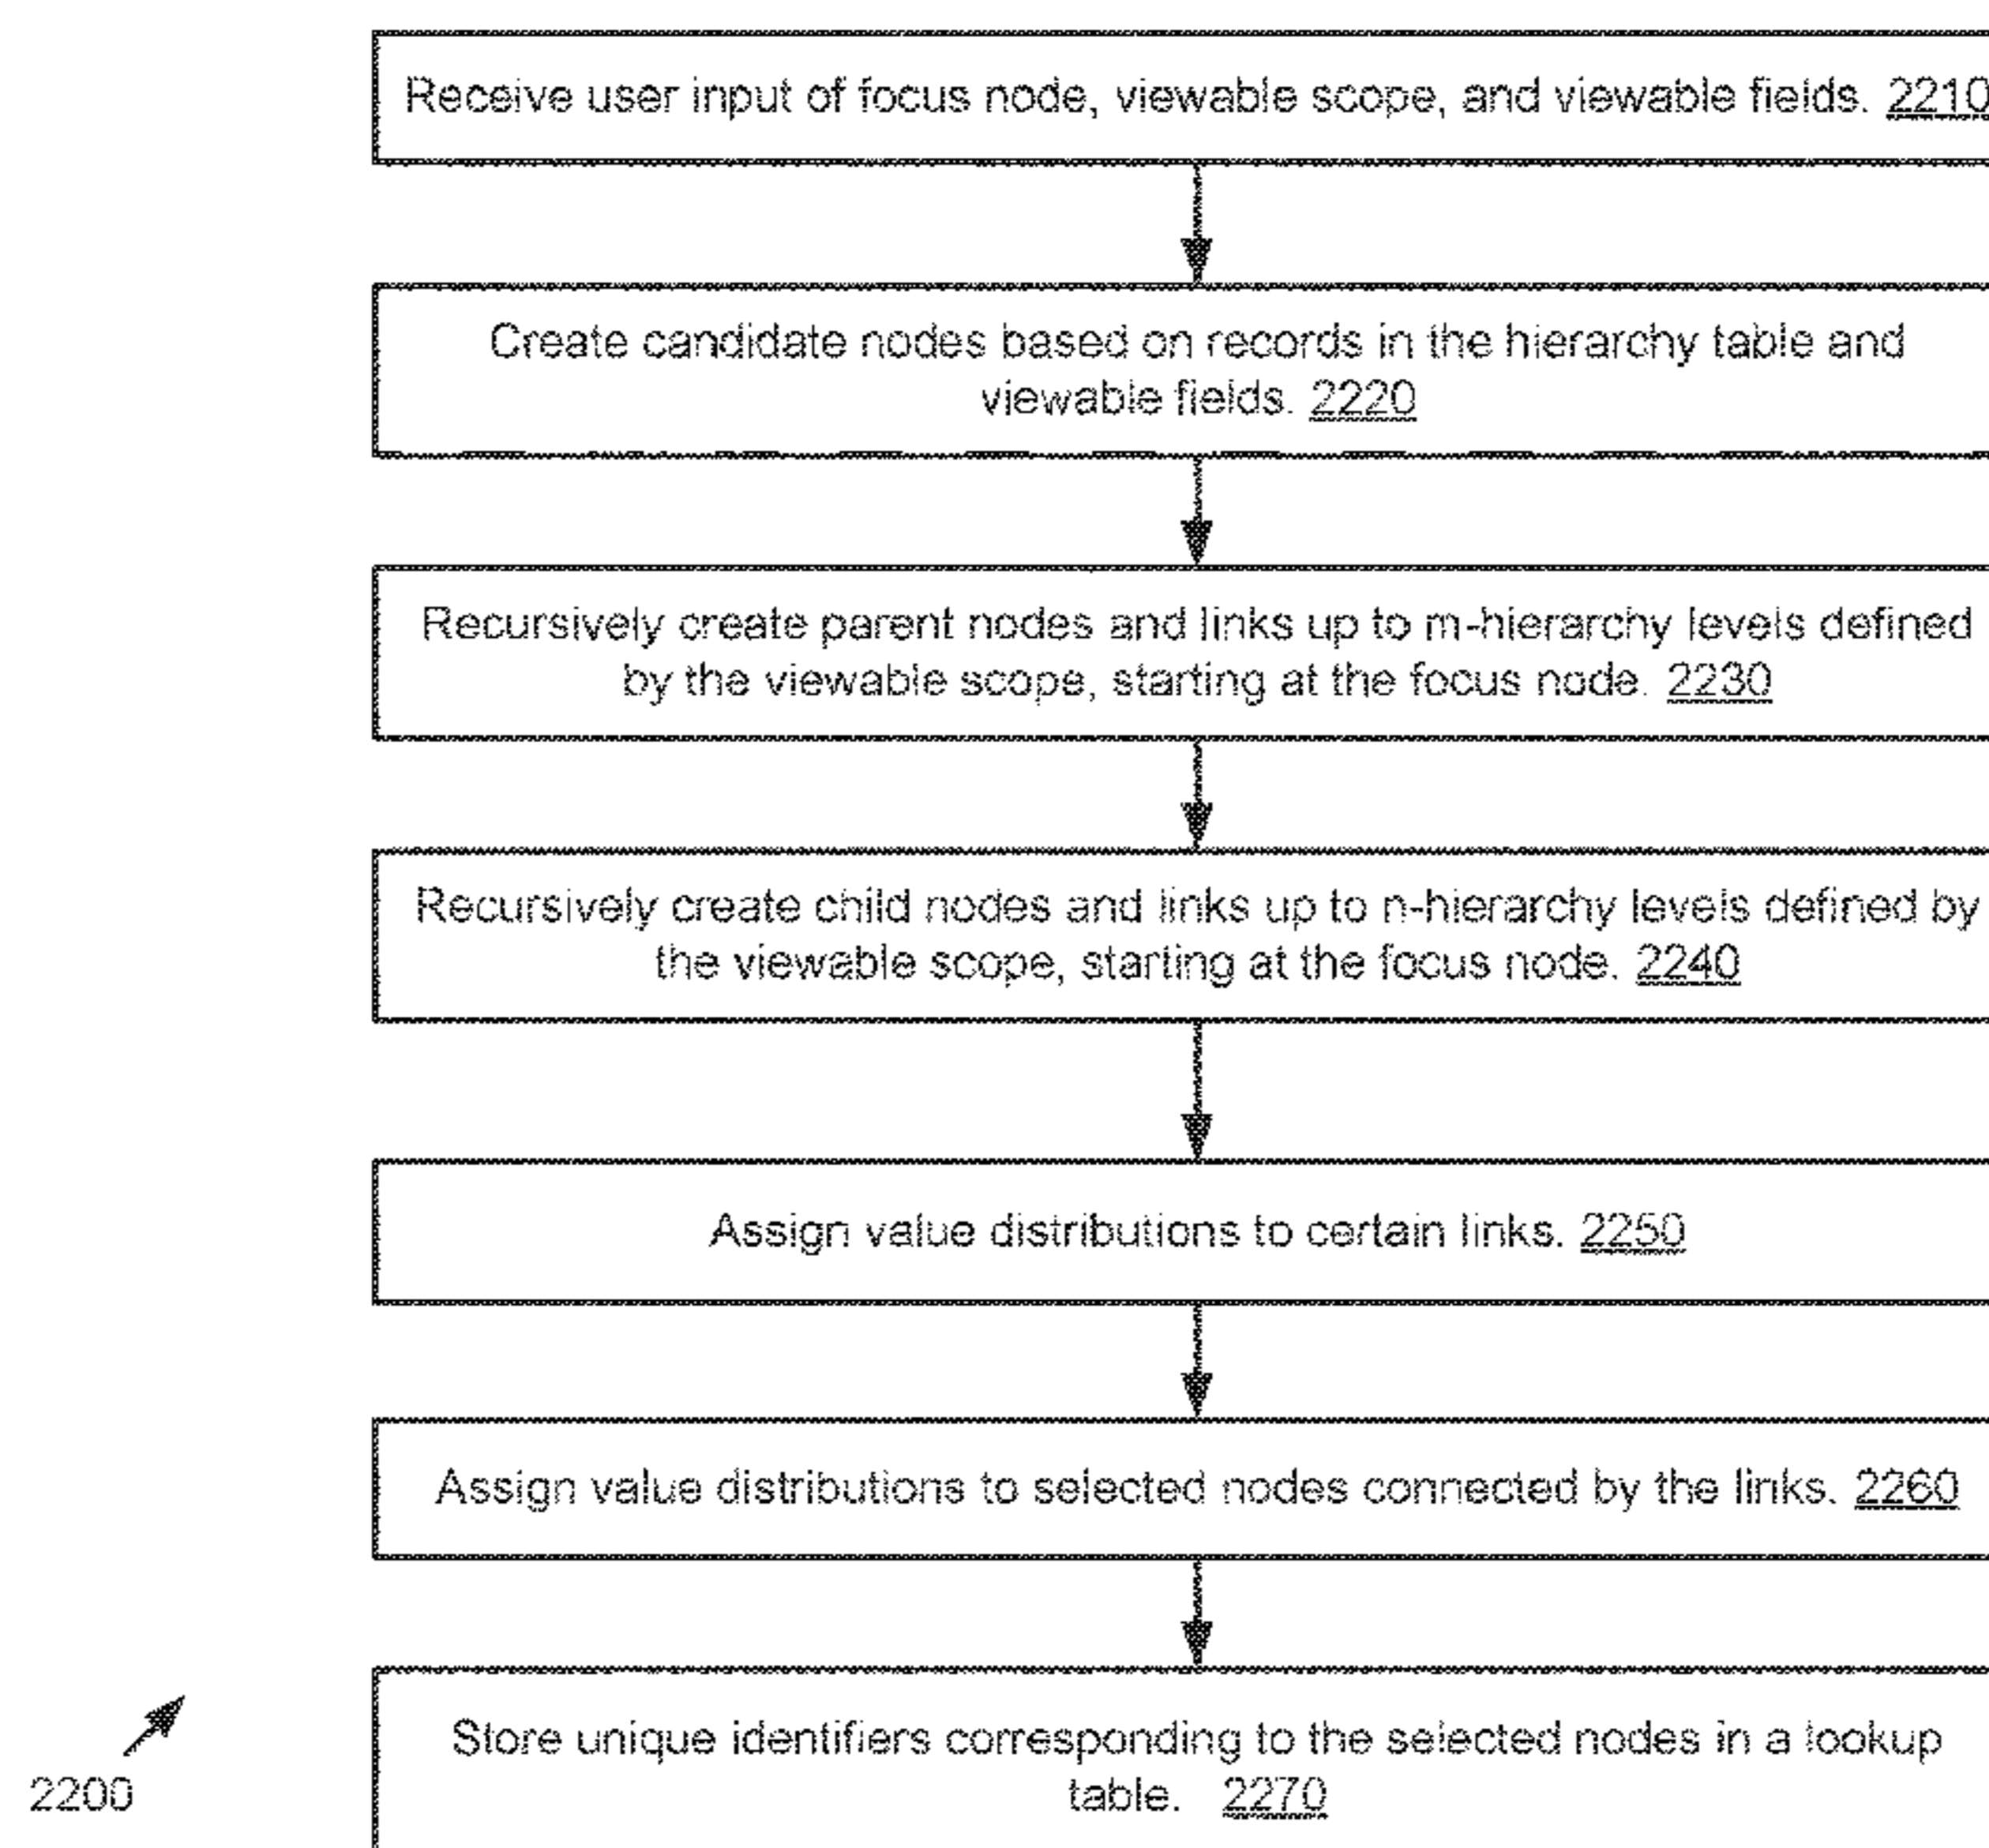 Receive user input of focus node, viewable scope, and viewable fields. 2210
Create candidate nodes based on records in the hierarchy table and
viewable fields. 2220
Recursively create parent nodes and links up to m-hierarchy levels defined
by the viewable scope, starting at the focus node. 2230
Recursively create child nodes and links up to n-hierarchy levels defined by
the viewable scope, starting at the focus node. 2240
Assign value distributions to certain links. 2250
Assign value distributions to selected nodes connected by the links. 2260
Store unique identifiers corresponding to the selected nodes in a lookup
table. 2270
2200